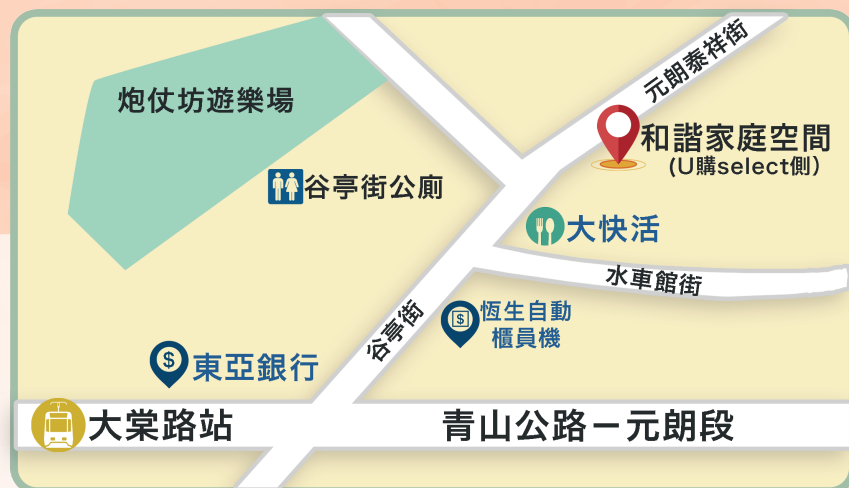 元朗泰祥街
炮仗坊遊樂場
和諧家庭空間
(U購select側)
谷亭街公廁
大快活
水車館街
恆生自動
櫃員機
谷亭街
東亞銀行
大棠路站
青山公路－元朗段